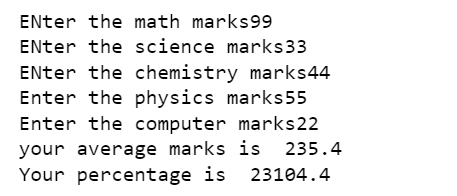 ENter the math marks99
ENter the science marks33
ENter the chemistry marks44
Enter the physics marks55
Enter the computer marks22
your average marks is  235.4
Your percentage is  23104.4